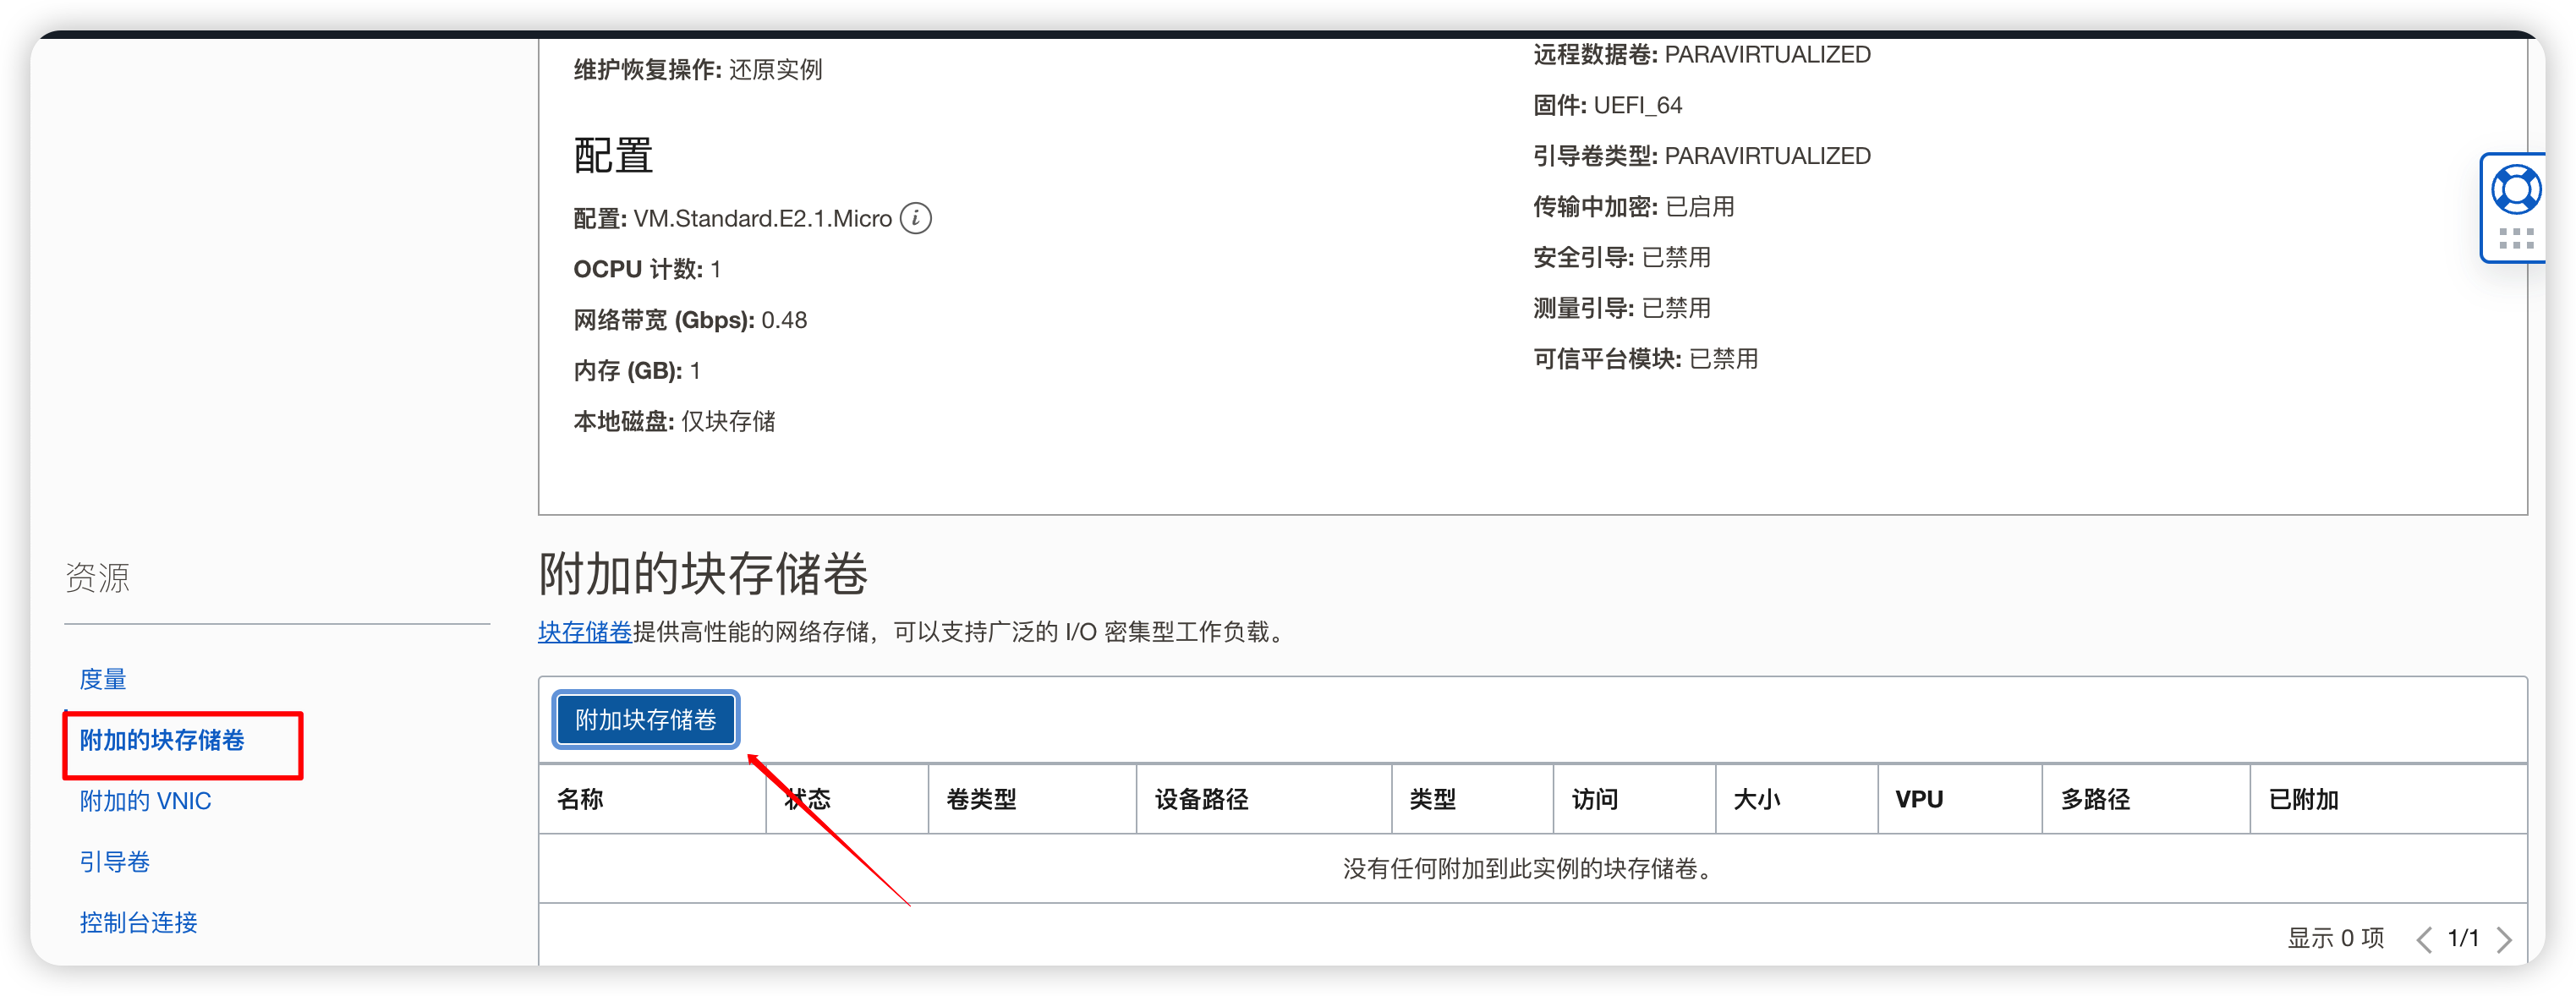 维护恢复操作: 还原实例
配置
配置: VM.Standard.E2.1.Micro i
OCPU 计数: 1
网络带宽 (Gbps): 0.48
内存 (GB): 1
本地磁盘: 仅块存储
远程数据卷: PARAVIRTUALIZED
固件: UEFI_64
引导卷类型: PARAVIRTUALIZED
传输中加密: 已启用
安全引导: 已禁用
测量引导: 已禁用
可信平台模块: 已禁用
资源
度量
附加的块存储卷
附加的 VNIC
引导卷
控制台连接
附加的块存储卷
块存储卷提供高性能的网络存储，可以支持广泛的 I/O 密集型工作负载。
附加块存储卷
名称 状态 卷类型 设备路径 类型 访问 大小 VPU 多路径 已附加
没有任何附加到此实例的块存储卷。
显示 0 项 1/1